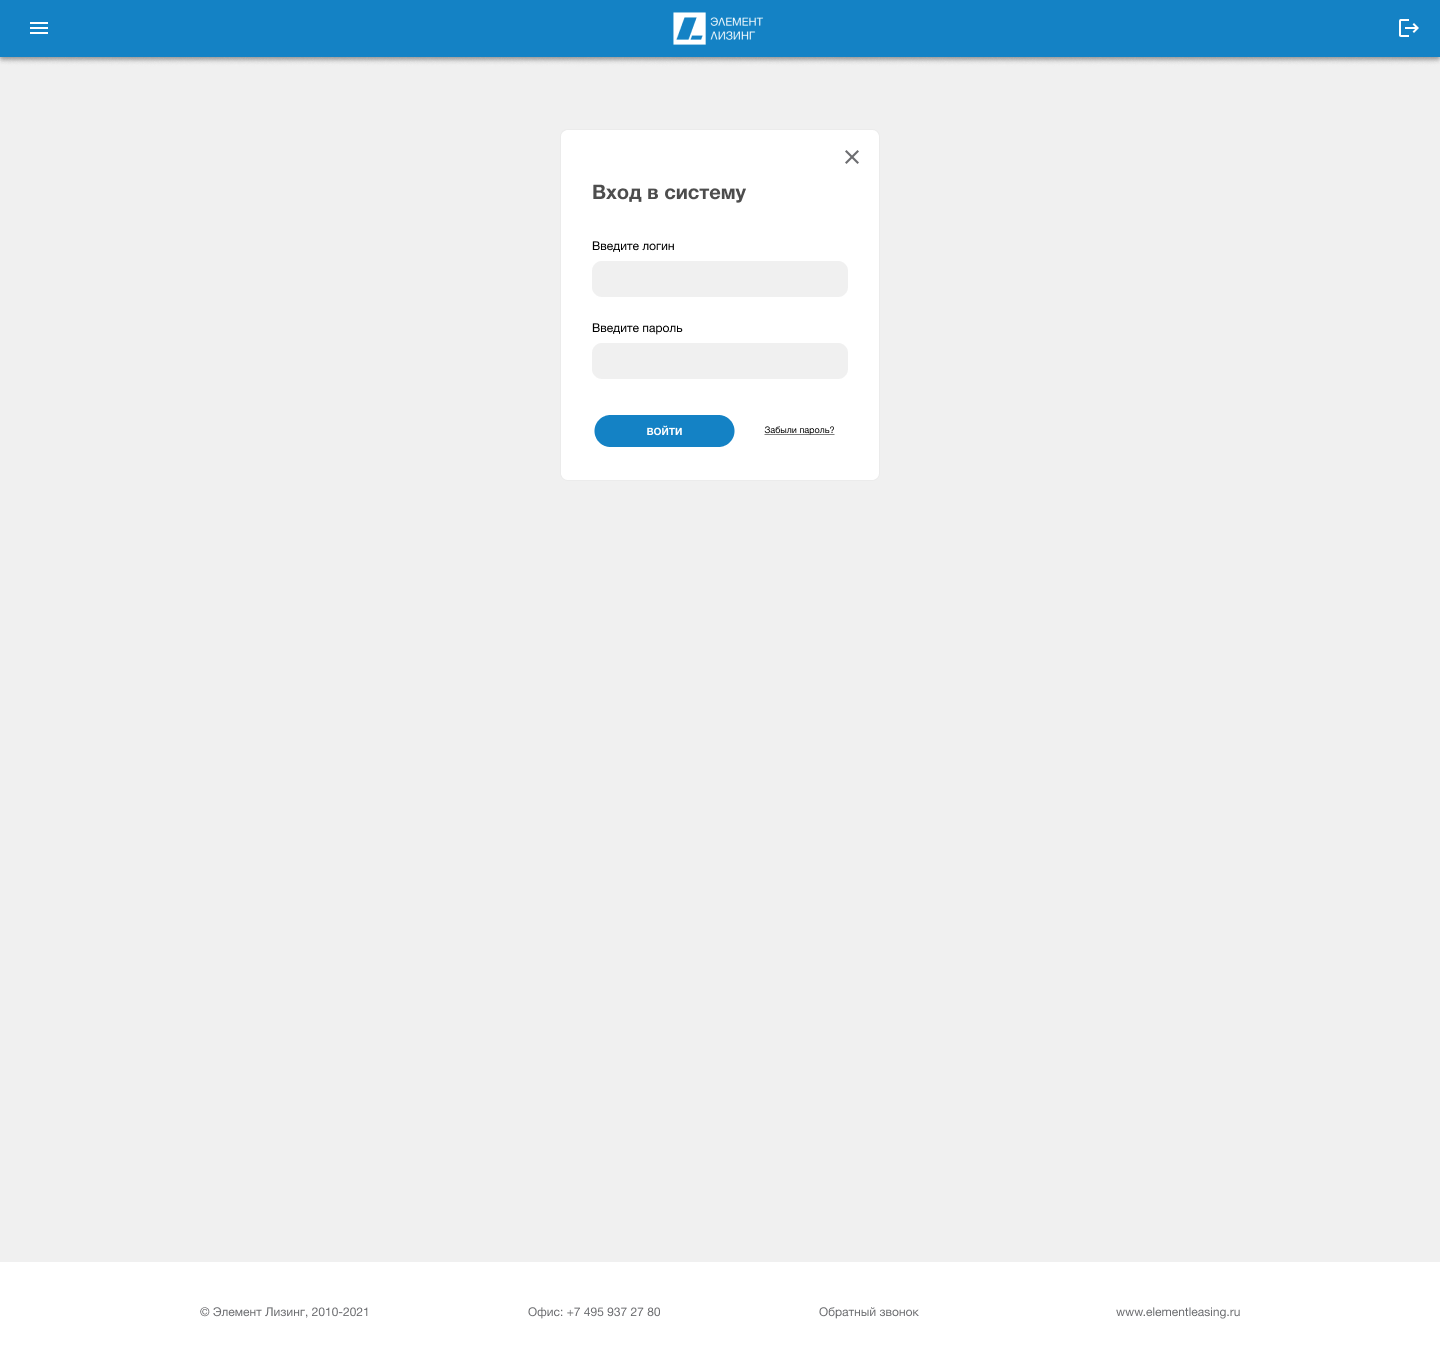 ЭЛЕМЕНТ
ЛИЗИНГ
Вход в систему
Введите логин
Введите пароль
ВОЙТИ
Забыли пароль?
© Элемент Лизинг, 2010-2021
Офис: +7 495 937 27 80
Обратный звонок
www.elementleasing.ru